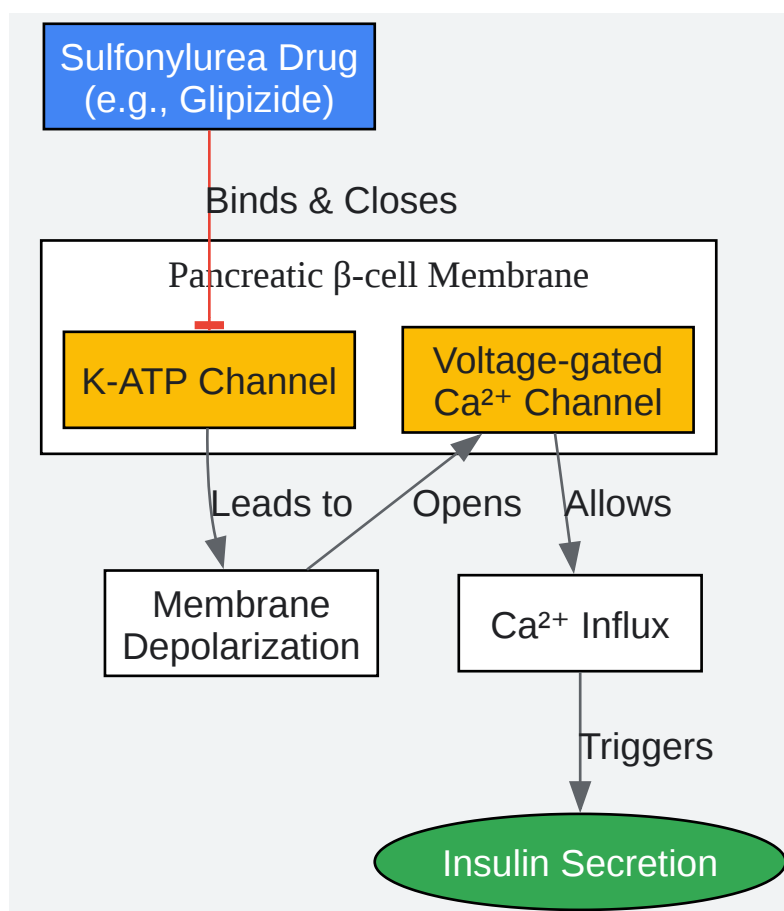 Sulfonylurea Drug
(e.g., Glipizide)
Binds & Closes
Pancreatic β-cell Membrane
K-ATP Channel
Voltage-gated
Ca²⁺ Channel
Leads to
Opens
Allows
Membrane
Depolarization
Ca²⁺ Influx
Triggers
Insulin Secretion